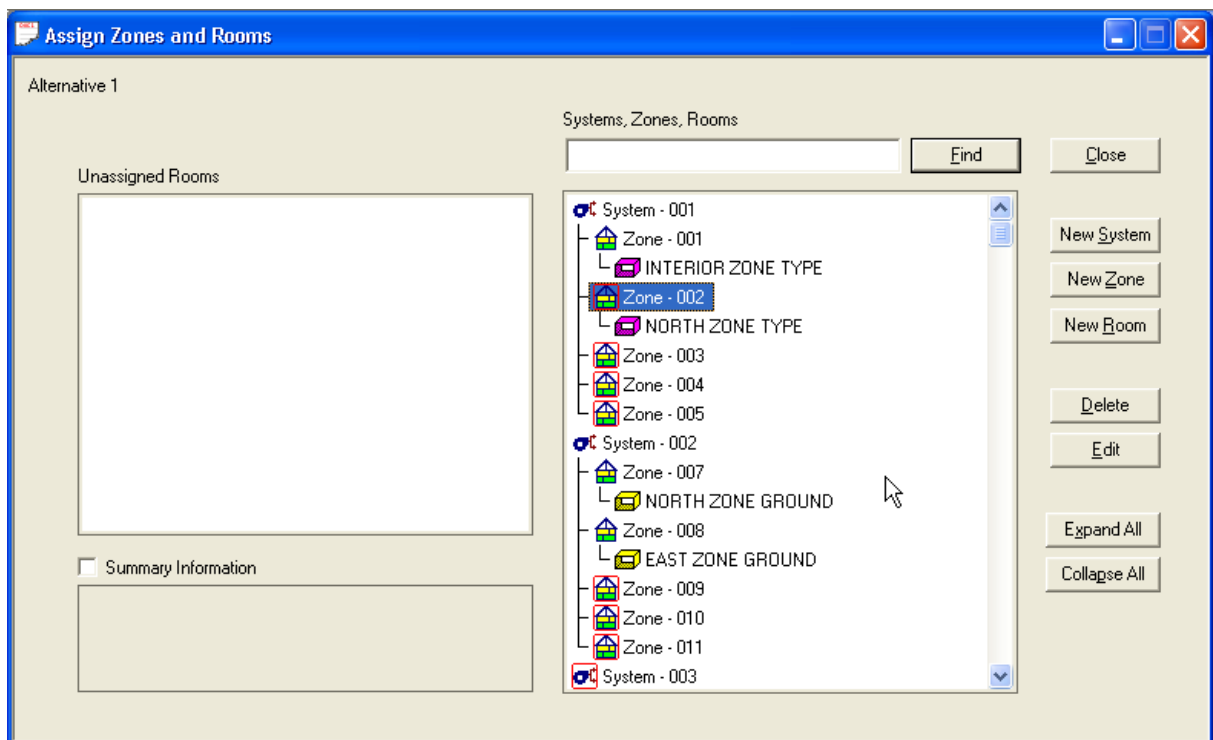 Assign Zones and Rooms
Alternative 1
Systems, Zones, Rooms
Find
Close
Unassigned Rooms
System - 001
Zone - 001
INTERIOR ZONE TYPE
Zone - 002
NORTH ZONE TYPE
Zone - 003
Zone - 004
Zone - 005
System - 002
Zone - 007
NORTH ZONE GROUND
Zone - 008
EAST ZONE GROUND
Zone - 009
Zone - 010
Zone - 011
System - 003
New System
New Zone
New Room
Delete
Edit
Expand All
Collapse All
Summary Information